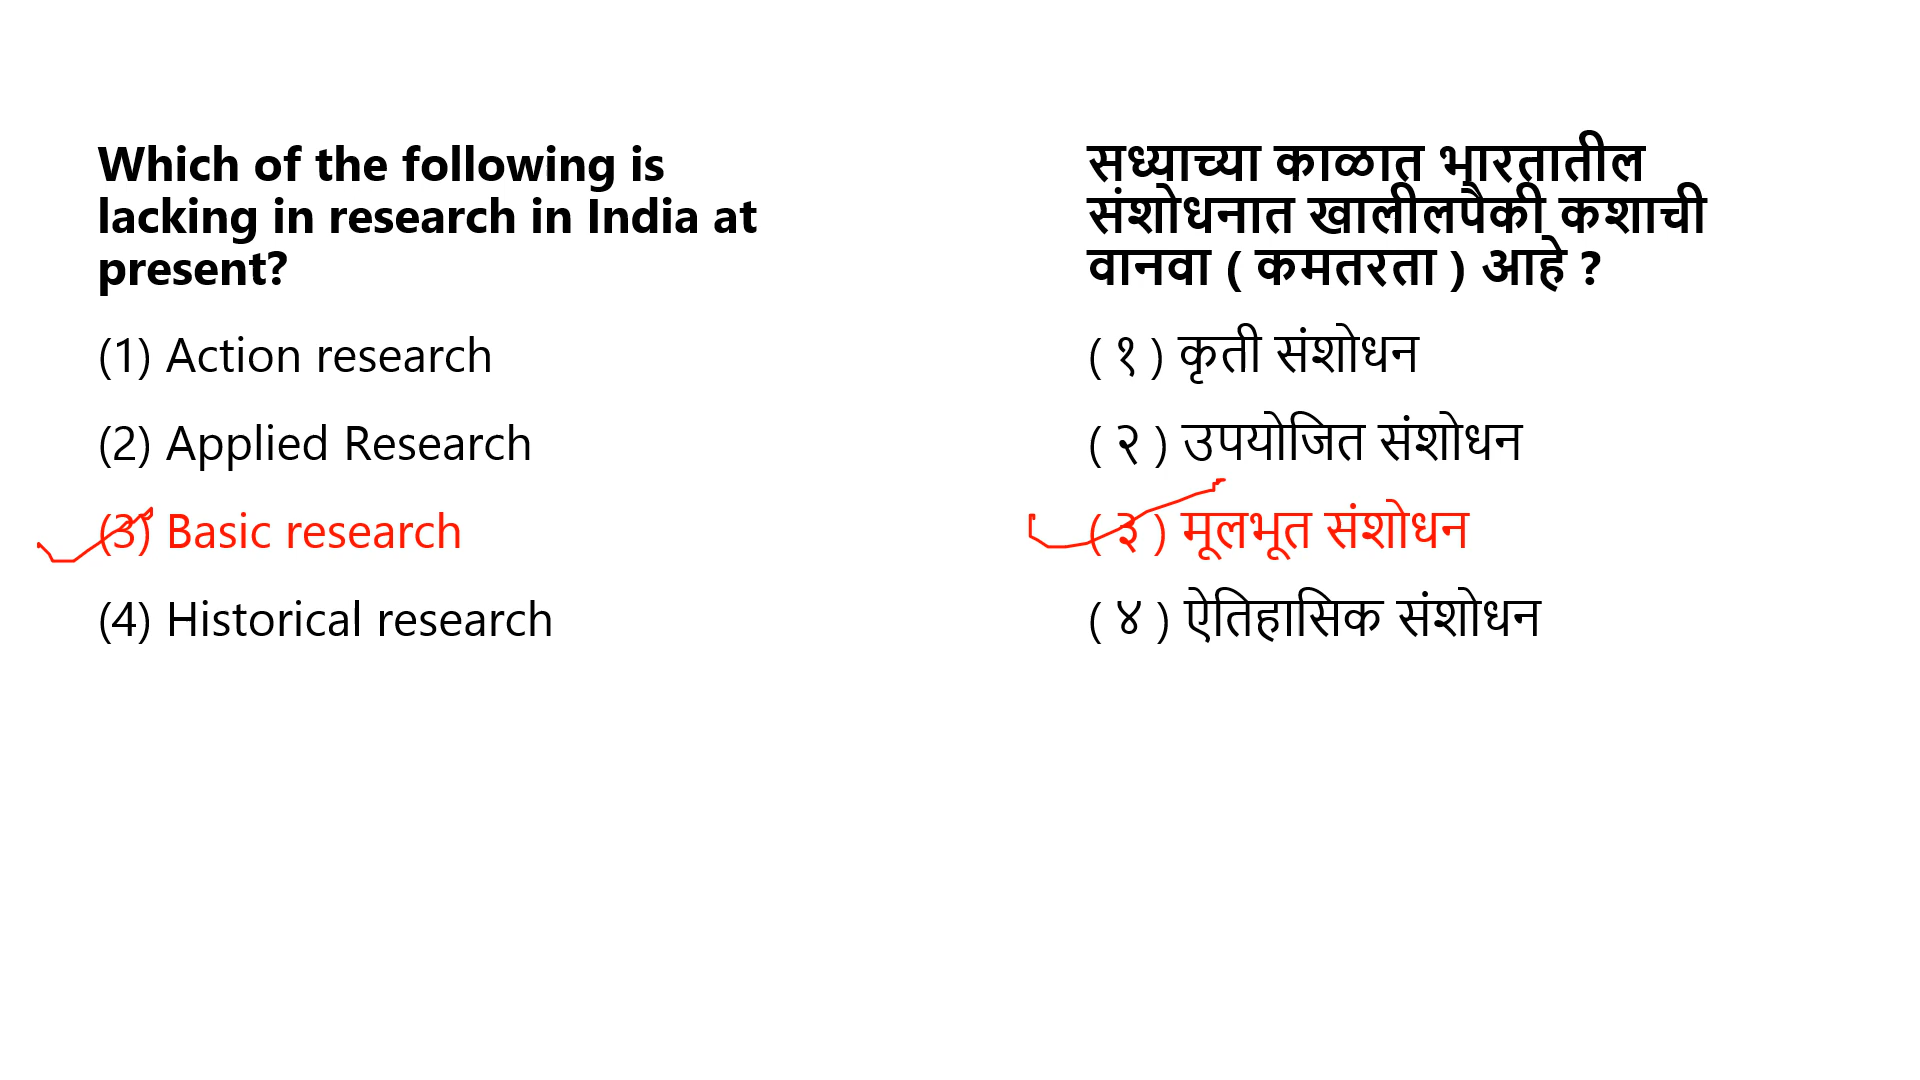 Which of the following is
lacking in research in India at
present?
(1) Action research
(2) Applied Research
(3) Basic research
(4) Historical research
सध्याच्या काळात भारतातील
संशोधनात खालीलपैकी कशाची
वानवा ( कमतरता ) आहे ?
( १ ) कृती संशोधन
( २ ) उपयोजित संशोधन
( ३ ) मूलभूत संशोधन
( ४ ) ऐतिहासिक संशोधन